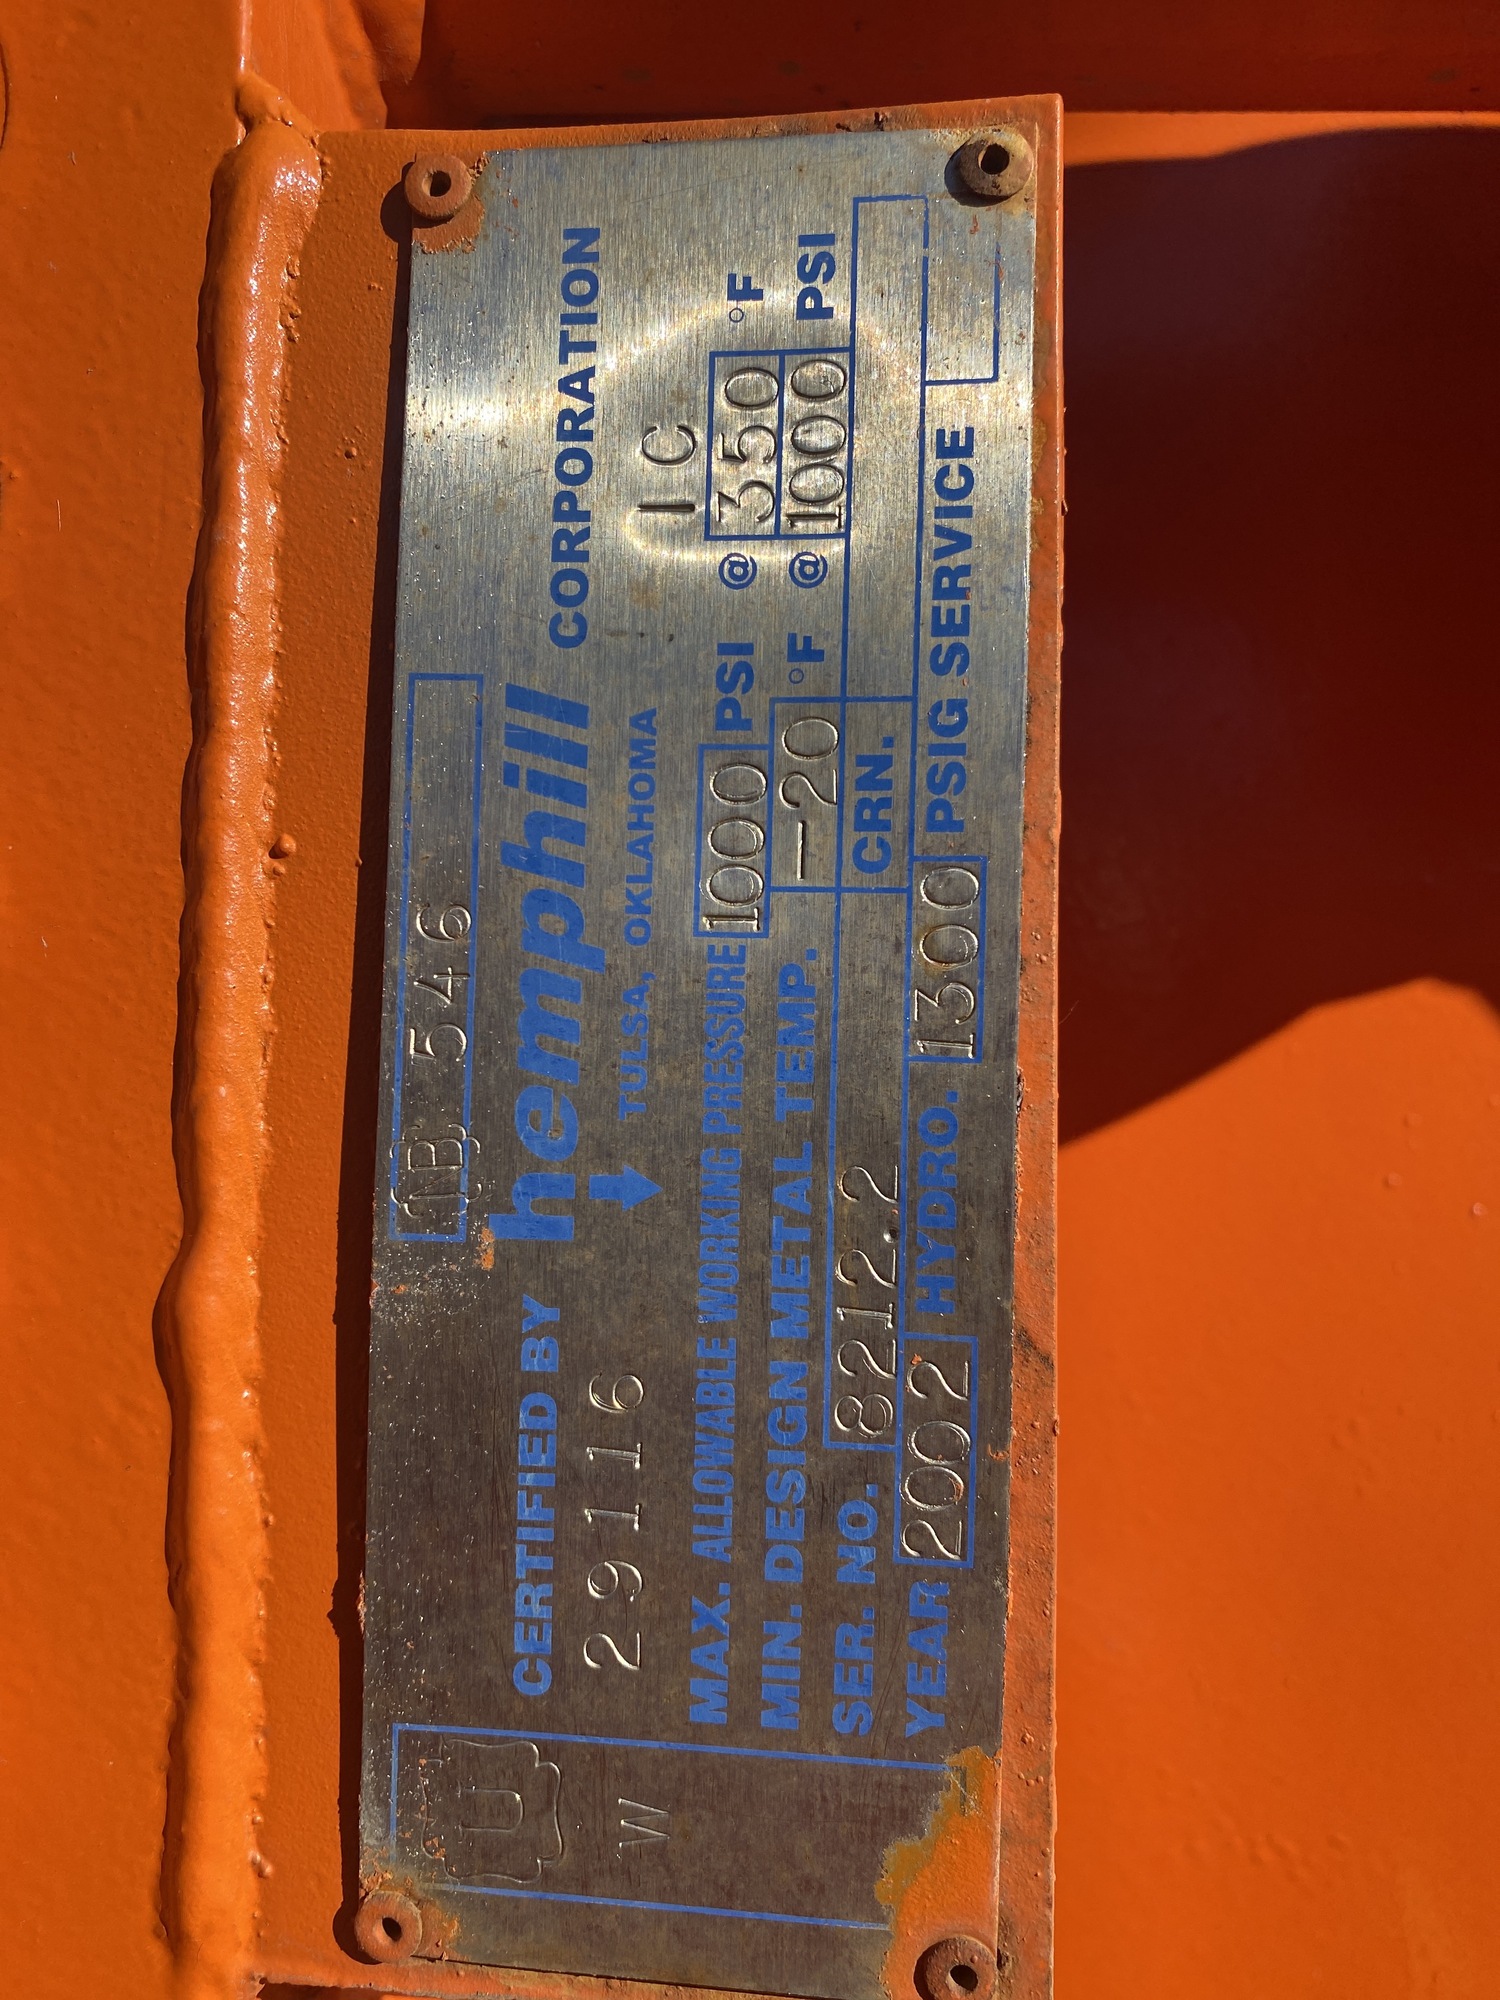 NB 546
U
W
CERTIFIED BY hemphill CORPORATION
TULSA, OKLAHOMA
29116 1C
MAX. ALLOWABLE WORKING PRESSURE 1000 PSI @ 350 °F
MIN. DESIGN METAL TEMP. -20 °F @ 1000 PSI
SER. NO. 8212.2 CRN.
YEAR 2002 HYDRO. 1300 PSIG SERVICE